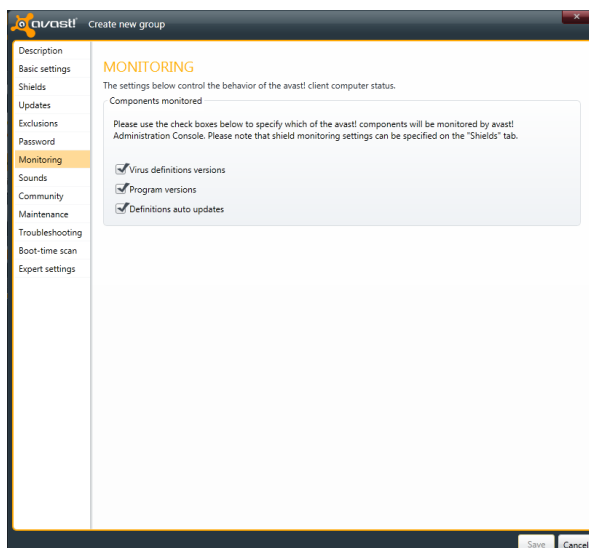 avast! Create new group
Description
Basic settings
Shields
Updates
Exclusions
Password
Monitoring
Sounds
Community
Maintenance
Troubleshooting
Boot-time scan
Expert settings
MONITORING
The settings below control the behavior of the avast! client computer status.
Components monitored
Please use the check boxes below to specify which of the avast! components will be monitored by avast!
Administration Console. Please note that shield monitoring settings can be specified on the "Shields" tab.
Virus definitions versions
Program versions
Definitions auto updates
Save Cancel